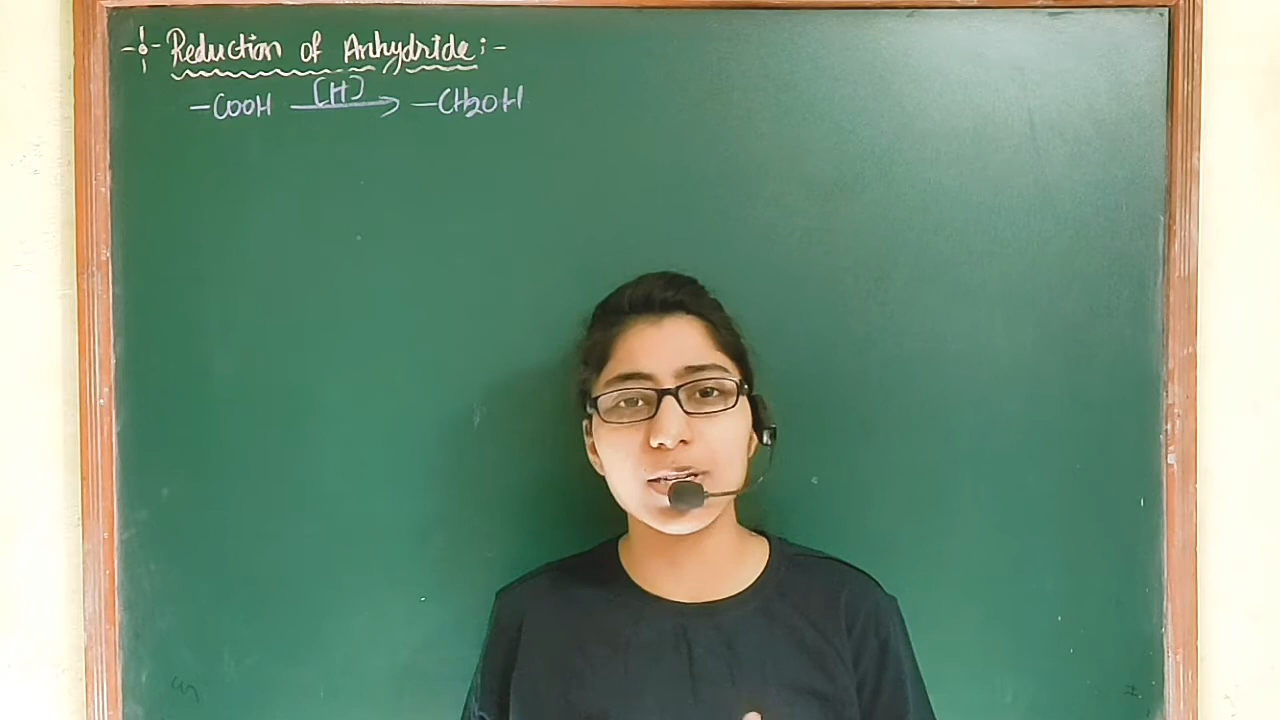 Reduction of Anhydride :-
-COOH [H] → -CH2OH